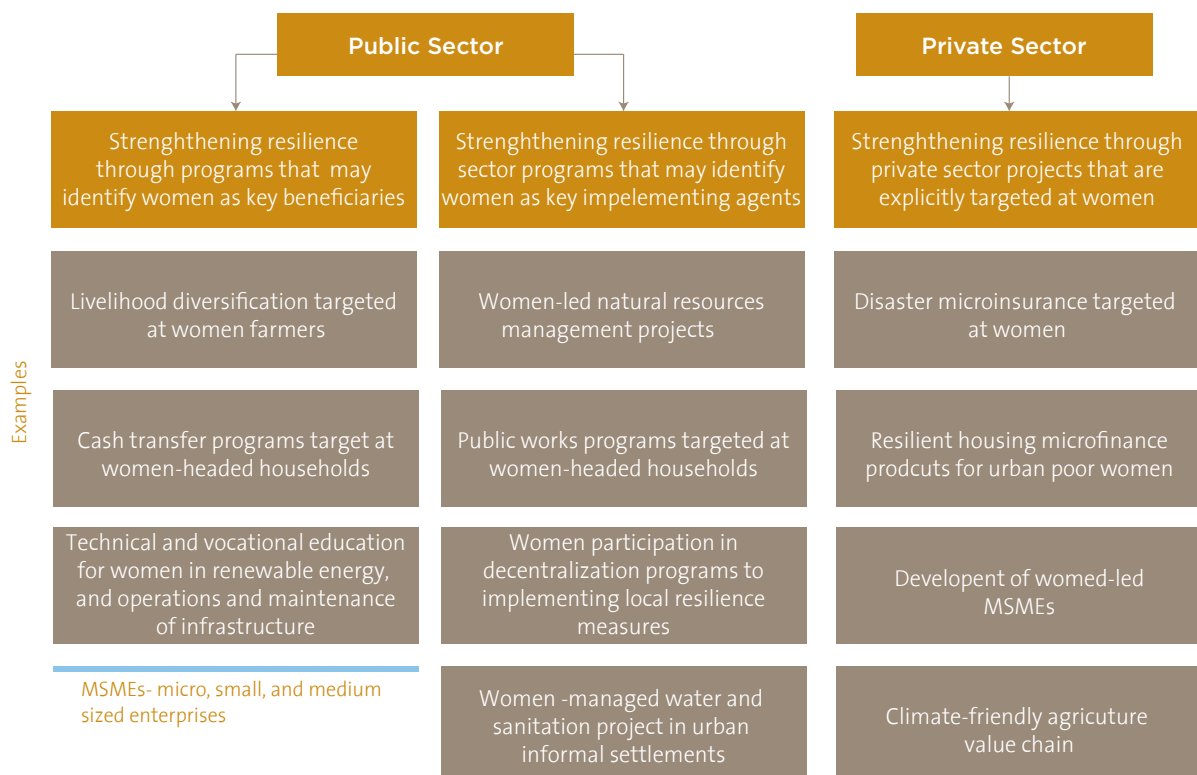 Public Sector
Private Sector
Strenghthening resilience
through programs that may
identify women as key beneficiaries
Strenghthening resilience through
sector programs that may identify
women as key impelementing agents
Strenghthening resilience through
private sector projects that are
explicitly targeted at women
Examples
Livelihood diversification targeted
at women farmers
Women-led natural resources
management projects
Disaster microinsurance targeted
at women
Cash transfer programs target at
women-headed households
Public works programs targeted at
women-headed households
Resilient housing microfinance
prodcuts for urban poor women
Technical and vocational education
for women in renewable energy,
and operations and maintenance
of infrastructure
Women participation in
decentralization programs to
implementing local resilience
measures
Developent of womed-led
MSMEs
MSMEs- micro, small, and medium
sized enterprises
Women -managed water and
sanitation project in urban
informal settlements
Climate-friendly agricuture
value chain